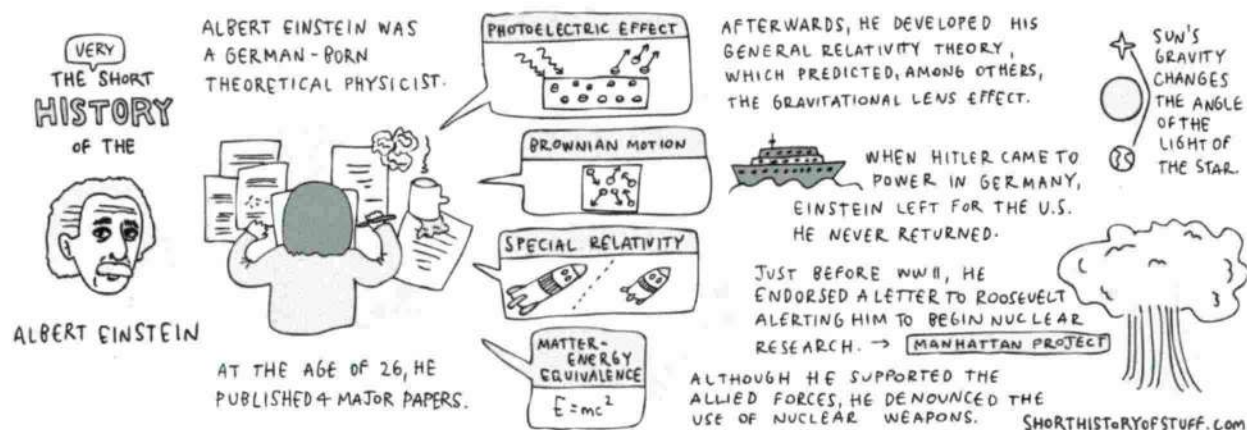 VERY
THE SHORT
HISTORY
OF THE
ALBERT EINSTEIN
ALBERT EINSTEIN WAS
A GERMAN-BORN
THEORETICAL PHYSICIST.
AT THE AGE OF 26, HE
PUBLISHED 4 MAJOR PAPERS.
PHOTOELECTRIC EFFECT
BROWNIAN MOTION
SPECIAL RELATIVITY
MATTER-
ENERGY
EQUIVALENCE
E=mc²
AFTERWARDS, HE DEVELOPED HIS
GENERAL RELATIVITY THEORY,
WHICH PREDICTED, AMONG OTHERS,
THE GRAVITATIONAL LENS EFFECT.
SUN'S
GRAVITY
CHANGES
THE ANGLE
OF THE
LIGHT OF
THE STAR.
WHEN HITLER CAME TO
POWER IN GERMANY,
EINSTEIN LEFT FOR THE U.S.
HE NEVER RETURNED.
JUST BEFORE WWII, HE
ENDORSED A LETTER TO ROOSEVELT
ALERTING HIM TO BEGIN NUCLEAR
RESEARCH. → MANHATTAN PROJECT
ALTHOUGH HE SUPPORTED THE
ALLIED FORCES, HE DENOUNCED THE
USE OF NUCLEAR WEAPONS.
SHORTHISTORYOFSTUFF.COM